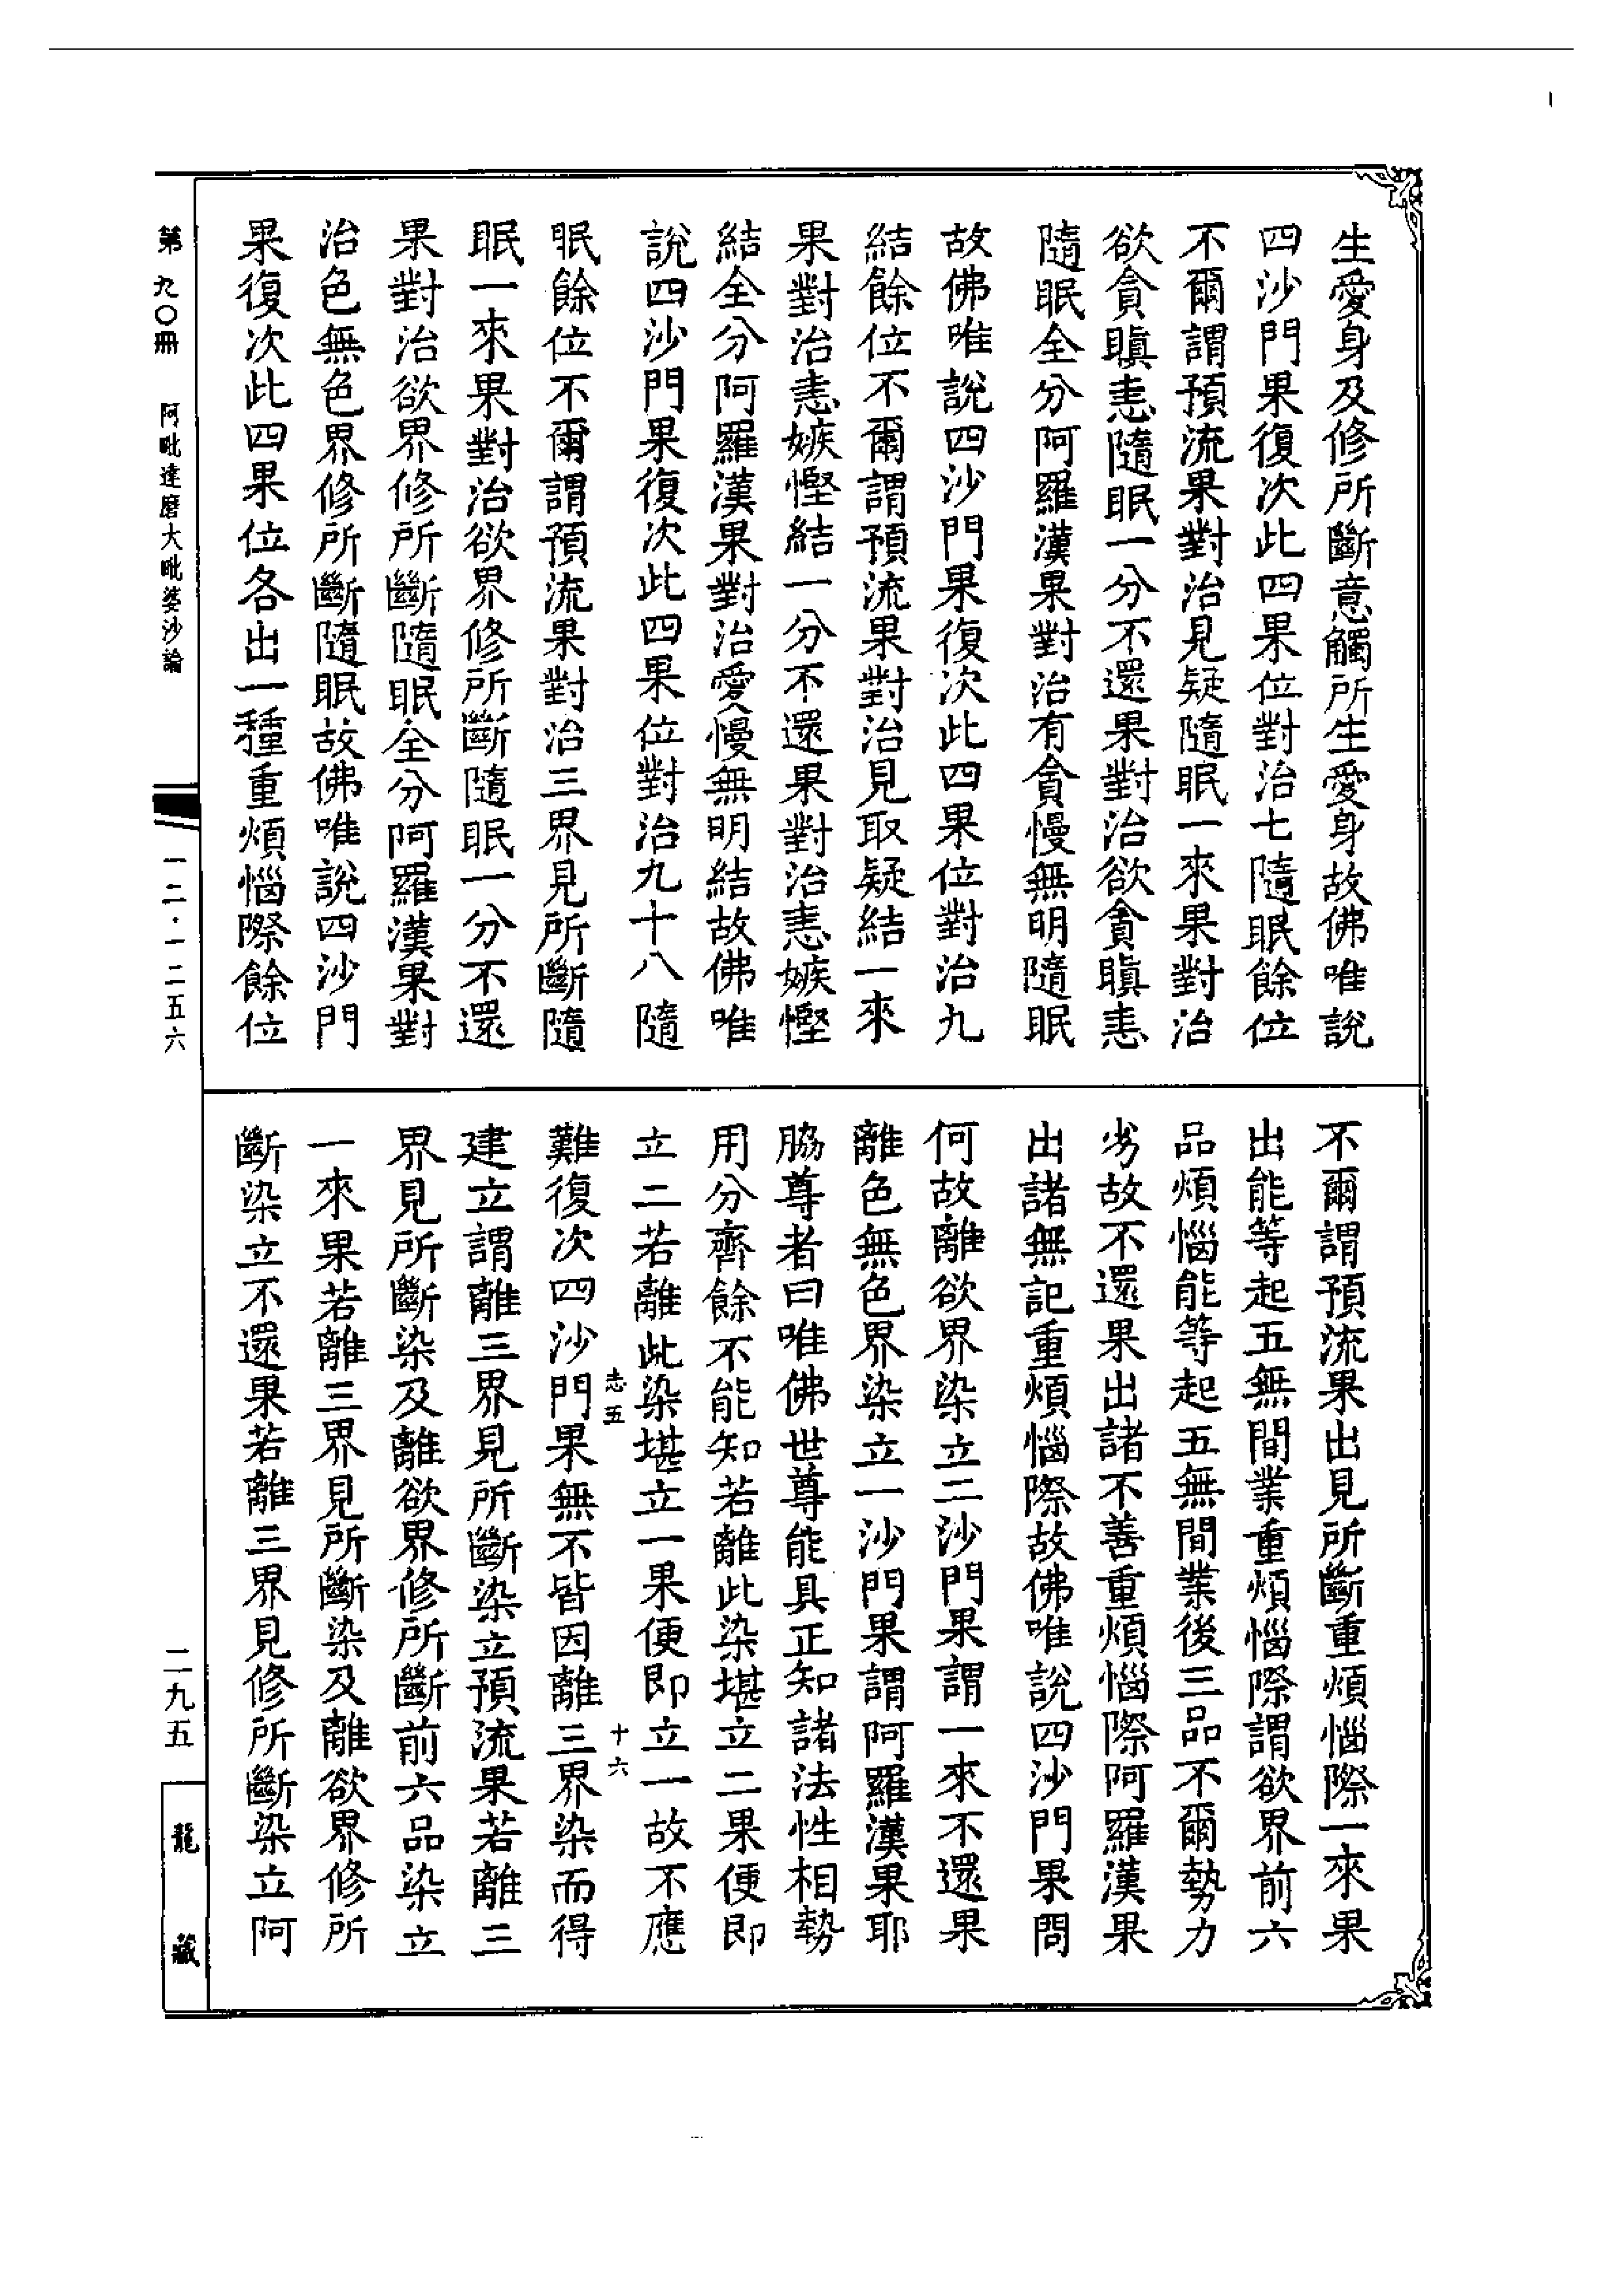 生愛身及修所斷意觸所生愛身故佛唯說
四沙門果復次此四果位對治七隨眠餘位
不爾謂預流果對治見疑隨眠一來果對治
欲貪瞋恚隨眠一分不還果對治欲貪瞋恚
隨眠全分阿羅漢果對治有貪慢無明隨眠
故佛唯說四沙門果復次此四果位對治九
結餘位不爾謂預流果對治見取疑結一來
果對治恚嫉慳結一分不還果對治恚嫉慳
結全分阿羅漢果對治愛慢無明結故佛唯
說四沙門果復次此四果位對治九十八隨
眠餘位不爾謂預流果對治三界見所斷隨
眠一來果對治欲界修所斷隨眠一分不還
果對治欲界修所斷隨眠全分阿羅漢果對
治色無色界修所斷隨眠故佛唯說四沙門
果復次此四果位各出一種重煩惱際餘位
不爾謂預流果出見所斷重煩惱際一來果
出能等起五無間業重煩惱際謂欲界前六
品煩惱能等起五無間業後三品不爾勢力
劣故不還果出諸不善重煩惱際阿羅漢果
出諸無記重煩惱際故佛唯說四沙門果問
何故離欲界染立二沙門果謂一來不還果
離色無色界染立一沙門果謂阿羅漢果耶
脇尊者曰唯佛世尊能具正知諸法性相勢
用分齊餘不能知若離此染堪立二果便即
立二若離此染堪立一果便即立一故不應
志五
十六
難復次四沙門果無不皆因離三界染而得
建立謂離三界見所斷染立預流果若離三
界見所斷染及離欲界修所斷前六品染立
一來果若離三界見所斷染及離欲界修所
斷染立不還果若離三界見修所斷染立阿
第九〇冊
阿毗達磨大毗婆沙論
一二・一二五六
二九五
龍藏